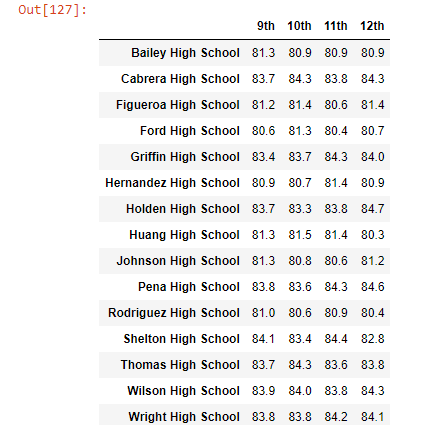 Out[127]:
9th 10th 11th 12th
Bailey High School 81.3 80.9 80.9 80.9
Cabrera High School 83.7 84.3 83.8 84.3
Figueroa High School 81.2 81.4 80.6 81.4
Ford High School 80.6 81.3 80.4 80.7
Griffin High School 83.4 83.7 84.3 84.0
Hernandez High School 80.9 80.7 81.4 80.9
Holden High School 83.7 83.3 83.8 84.7
Huang High School 81.3 81.5 81.4 80.3
Johnson High School 81.3 80.8 80.6 81.2
Pena High School 83.8 83.6 84.3 84.6
Rodriguez High School 81.0 80.6 80.9 80.4
Shelton High School 84.1 83.4 84.4 82.8
Thomas High School 83.7 84.3 83.6 83.8
Wilson High School 83.9 84.0 83.8 84.3
Wright High School 83.8 83.8 84.2 84.1